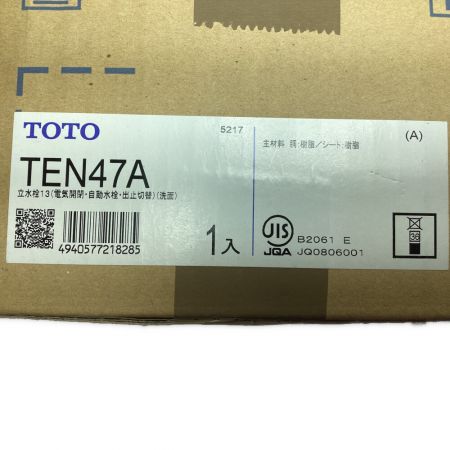 TOTO
5217
主材料 胴:樹脂/シート:樹脂
(A)
TEN47A
立水栓13(電気開閉・自動水栓・出止切替)(洗面)
4940577218285
1入
JIS
JQA
B2061 E
JQ0806001